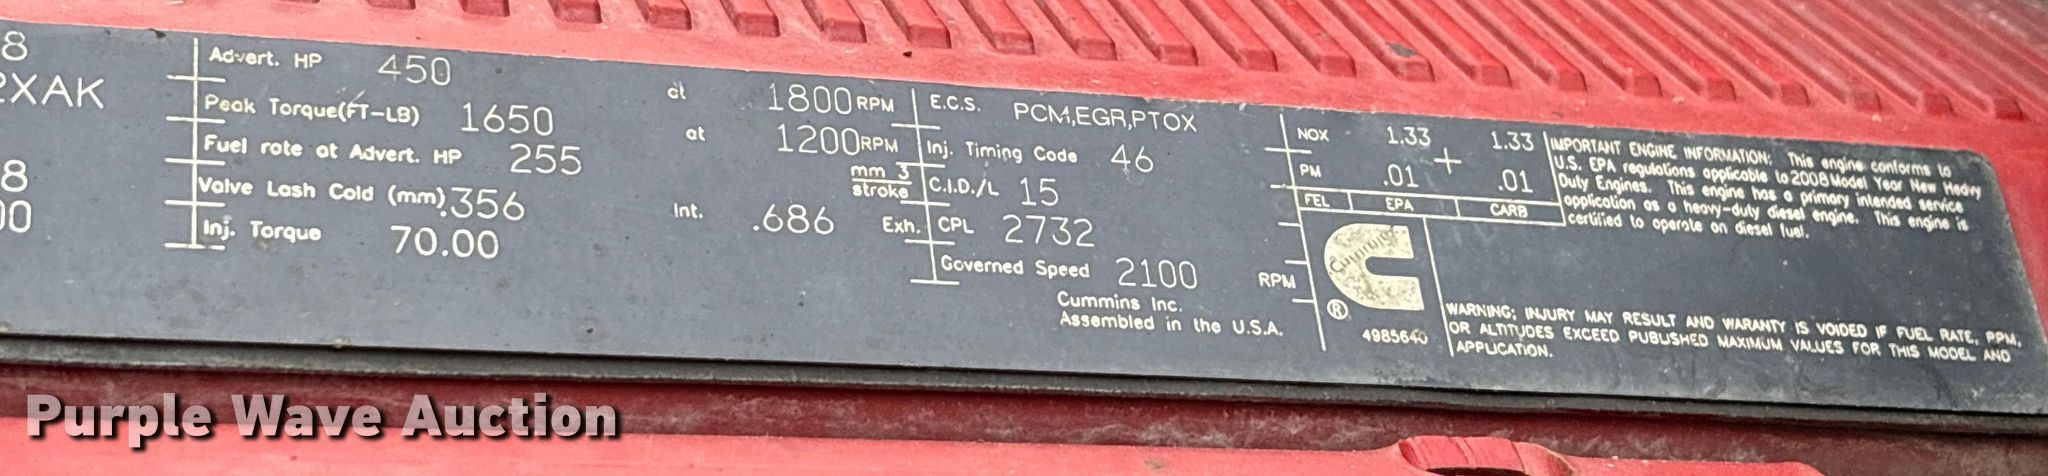 8
2XAK
8
00
Advert. HP 450 at 1800 RPM
Peak Torque(FT-LB) 1650 at 1200 RPM
Fuel rate at Advert. HP 255 mm 3 stroke
Valve Lash Cold (mm) .356 Int. .686 Exh.
Inj. Torque 70.00
E.C.S. PCM,EGR,PTOX
Inj. Timing Code 46
C.I.D./L 15
CPL 2732
Governed Speed 2100 RPM
Cummins Inc.
Assembled in the U.S.A.
NOX 1.33 + 1.33
PM .01 .01
FEL EPA CARB
Cummins
®
4985640
IMPORTANT ENGINE INFORMATION: This engine conforms to
U.S. EPA regulations applicable to 2008 Model Year New Heavy
Duty Engines. This engine has a primary intended service
application as a heavy-duty diesel engine. This engine is
certified to operate on diesel fuel.
WARNING: INJURY MAY RESULT AND WARANTY IS VOIDED IF FUEL RATE, RPM,
OR ALTITUDES EXCEED PUBLISHED MAXIMUM VALUES FOR THIS MODEL AND
APPLICATION.
Purple Wave Auction